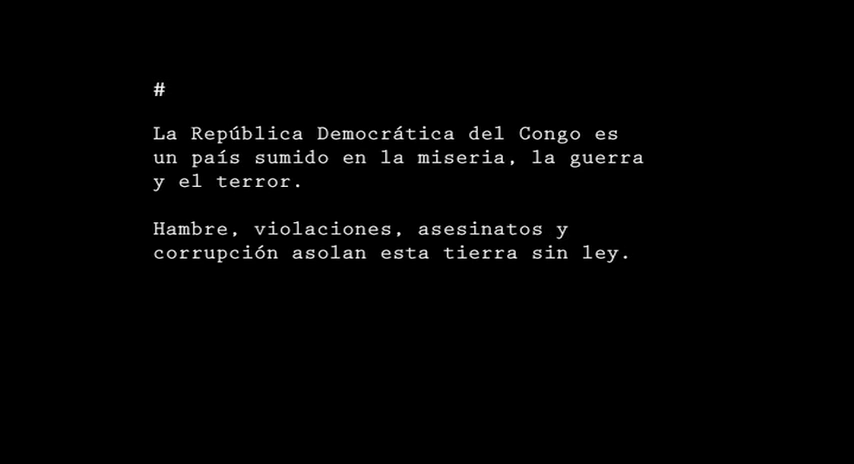 #
La República Democrática del Congo es
un país sumido en la miseria, la guerra
y el terror.
Hambre, violaciones, asesinatos y
corrupción asolan esta tierra sin ley.